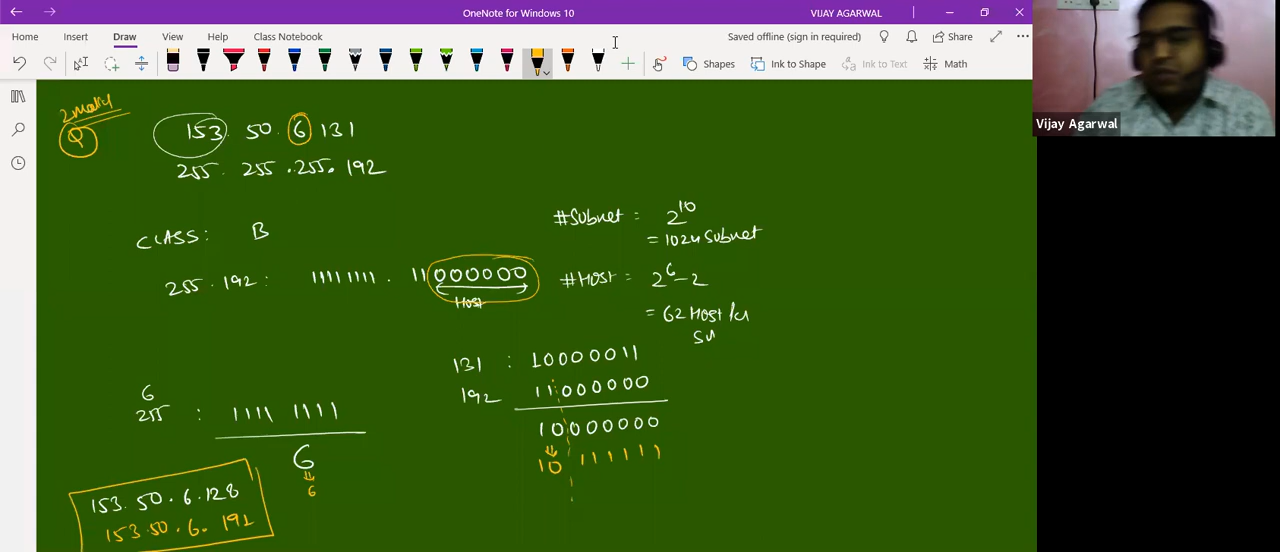 OneNote for Windows 10
VIJAY AGARWAL
Home Insert Draw View Help Class Notebook
Saved offline (sign in required)
Share
Shapes Ink to Shape Ink to Text Math
Vijay Agarwal
Q
153. 50. 6 131
255. 255.255.192
CLASS: B
#Subnet = 2^10
= 1024 Subnet
255.192: 11111111. 11000000
Host
#HOST = 2^6-2
= 62 Host Per
131 : 10000011
192 11000000
10000000
10 111111
6
255 : 1111 1111
6
6
153.50.6.128
153.50.6.191